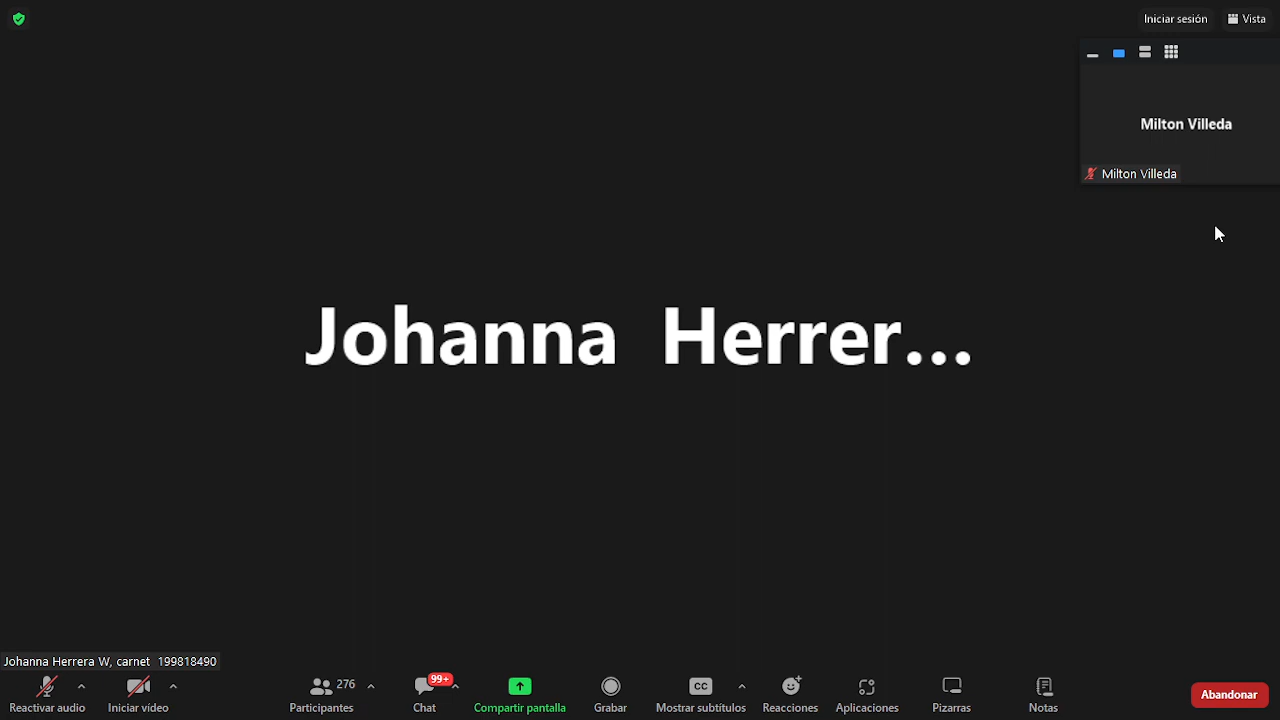 Iniciar sesión
Vista
Milton Villeda
Milton Villeda
Johanna Herrer...
Johanna Herrera W, carnet 199818490
276
99+
CC
Reactivar audio
Iniciar vídeo
Participantes
Chat
Compartir pantalla
Grabar
Mostrar subtítulos
Reacciones
Aplicaciones
Pizarras
Notas
Abandonar